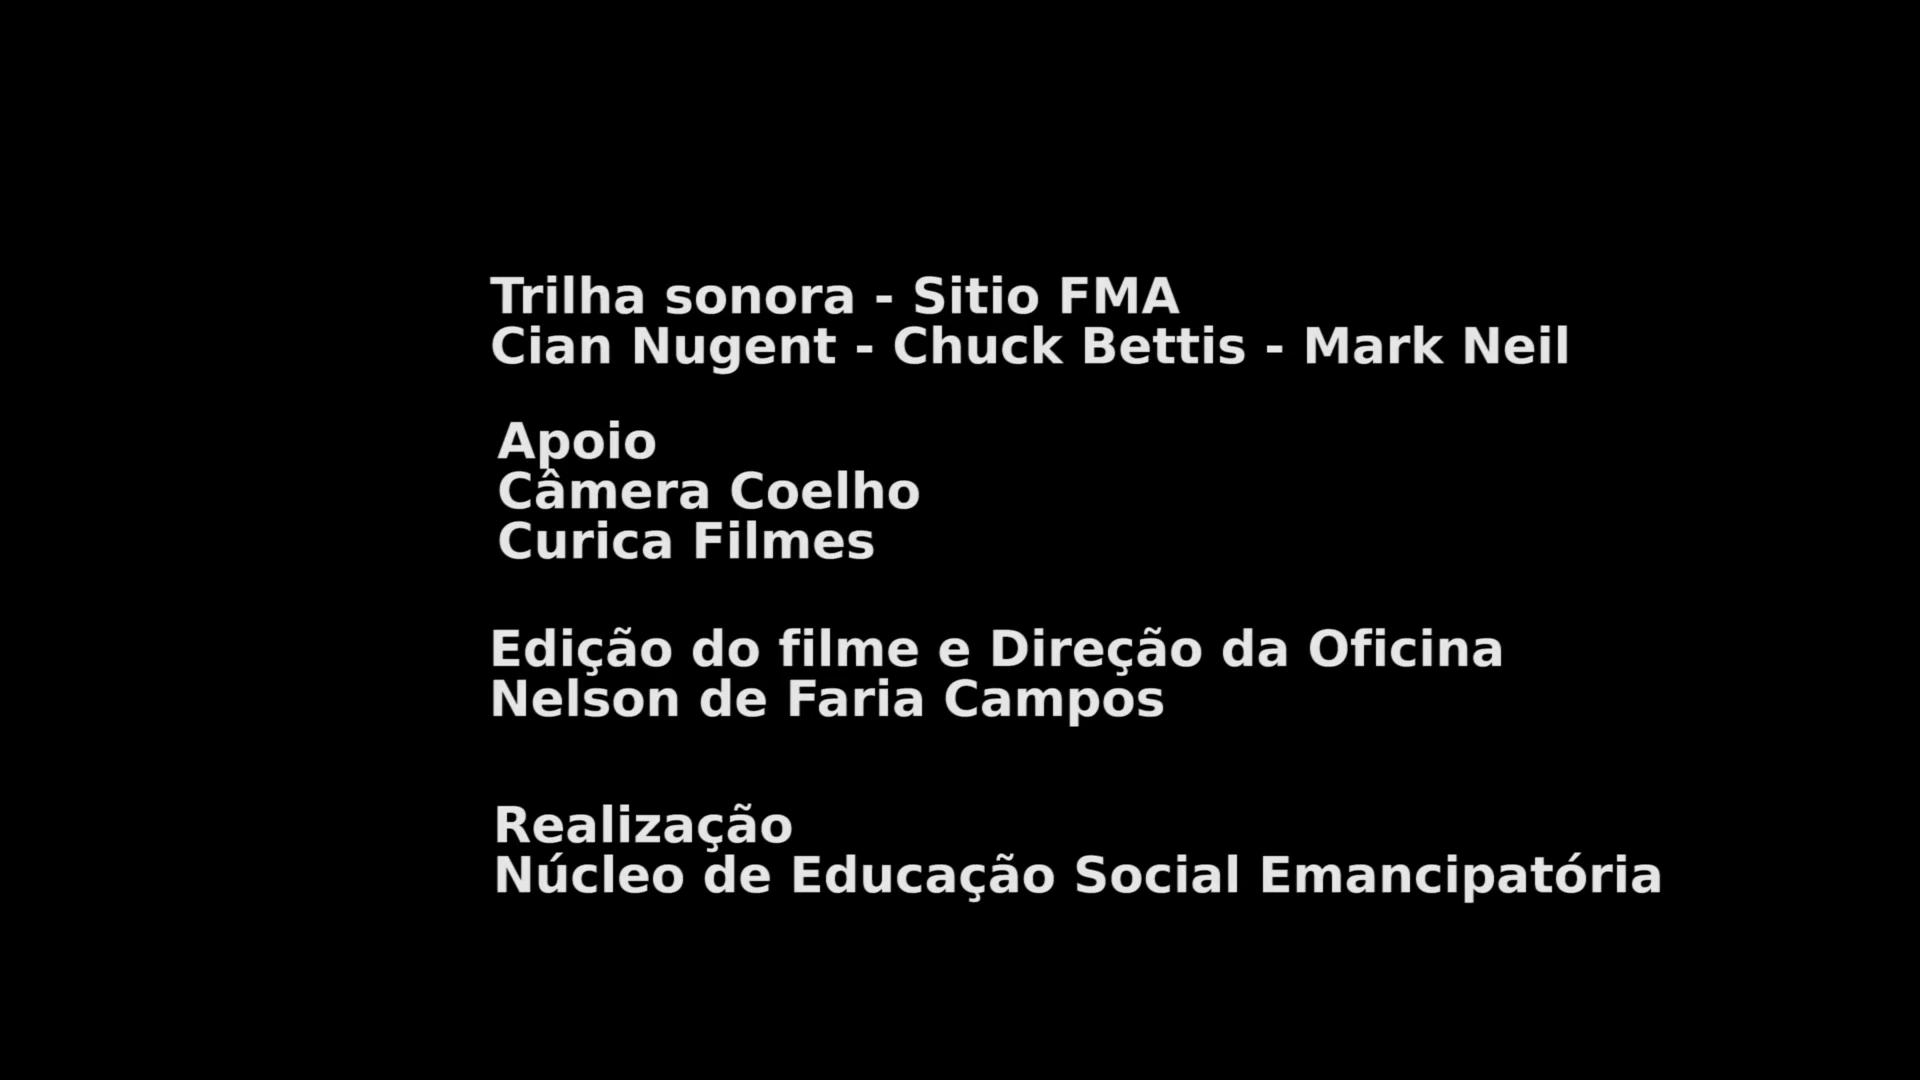 Trilha sonora - Sitio FMA
Cian Nugent - Chuck Bettis - Mark Neil
Apoio
Câmera Coelho
Curica Filmes
Edição do filme e Direção da Oficina
Nelson de Faria Campos
Realização
Núcleo de Educação Social Emancipatória